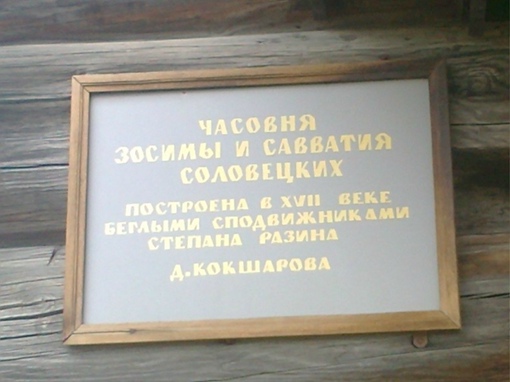 ЧАСОВНЯ
ЗОСИМЫ И САВВАТИЯ
СОЛОВЕЦКИХ
ПОСТРОЕНА В XVII ВЕКЕ
БЕГЛЫМИ СПОДВИЖНИКАМИ
СТЕПАНА РАЗИНА
Д.КОКШАРОВА